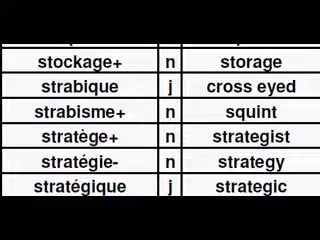 stockage+ n storage
strabique j cross eyed
strabisme+ n squint
stratège+ n strategist
stratégie- n strategy
stratégique j strategic